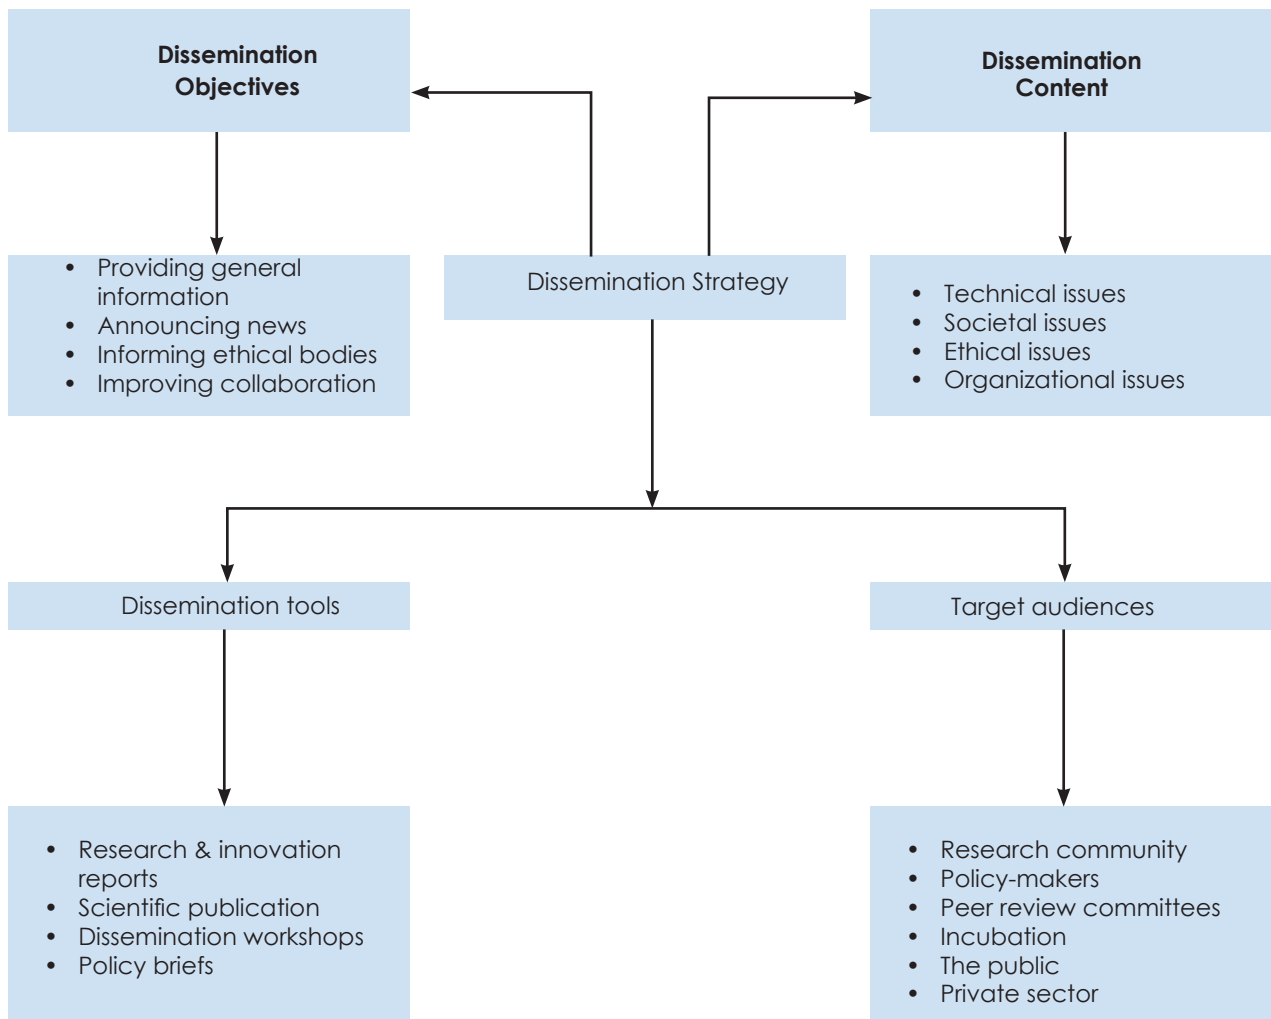 Dissemination
Objectives
Dissemination
Content
• Providing general
information
• Announcing news
• Informing ethical bodies
• Improving collaboration
Dissemination Strategy
• Technical issues
• Societal issues
• Ethical issues
• Organizational issues
Dissemination tools
Target audiences
• Research & innovation
reports
• Scientific publication
• Dissemination workshops
• Policy briefs
• Research community
• Policy-makers
• Peer review committees
• Incubation
• The public
• Private sector